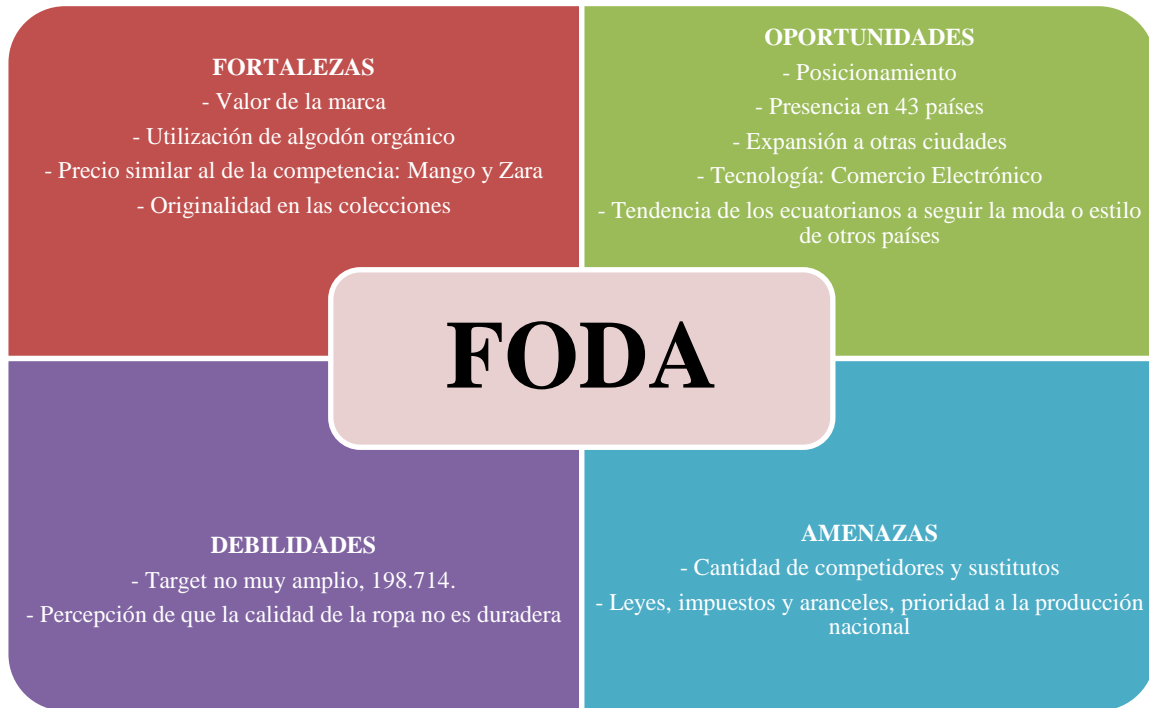 FORTALEZAS
- Valor de la marca
- Utilización de algodón orgánico
- Precio similar al de la competencia: Mango y Zara
- Originalidad en las colecciones
OPORTUNIDADES
- Posicionamiento
- Presencia en 43 países
- Expansión a otras ciudades
- Tecnología: Comercio Electrónico
- Tendencia de los ecuatorianos a seguir la moda o estilo
de otros países
FODA
DEBILIDADES
- Target no muy amplio, 198.714.
- Percepción de que la calidad de la ropa no es duradera
AMENAZAS
- Cantidad de competidores y sustitutos
- Leyes, impuestos y aranceles, prioridad a la producción
nacional